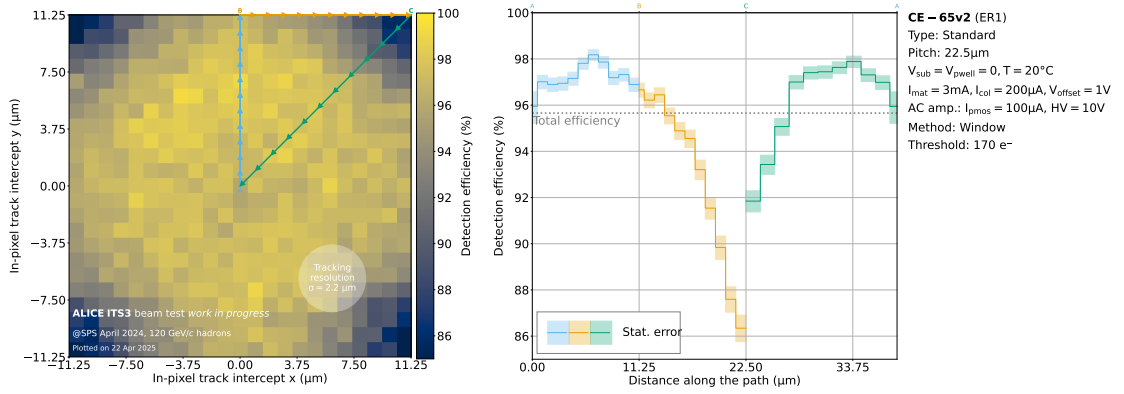 B
C
11.25
7.50
3.75
0.00
−3.75
−7.50
−11.25
In-pixel track intercept y (μm)
Tracking
resolution
σ = 2.2 μm
ALICE ITS3 beam test work in progress
@SPS April 2024, 120 GeV/c hadrons
Plotted on 22 Apr 2025
−11.25
−7.50
−3.75
0.00
3.75
7.50
11.25
In-pixel track intercept x (μm)
100
98
96
94
92
90
88
86
Detection efficiency (%)
A
B
C
A
100
98
96
94
92
90
88
86
Detection efficiency (%)
Total efficiency
Stat. error
0.00
11.25
22.50
33.75
Distance along the path (μm)
CE − 65v2 (ER1)
Type: Standard
Pitch: 22.5μm
Vsub = Vpwell = 0, T = 20°C
Imat = 3mA, Icol = 200μA, Voffset = 1V
AC amp.: Ipmos = 100μA, HV = 10V
Method: Window
Threshold: 170 e⁻